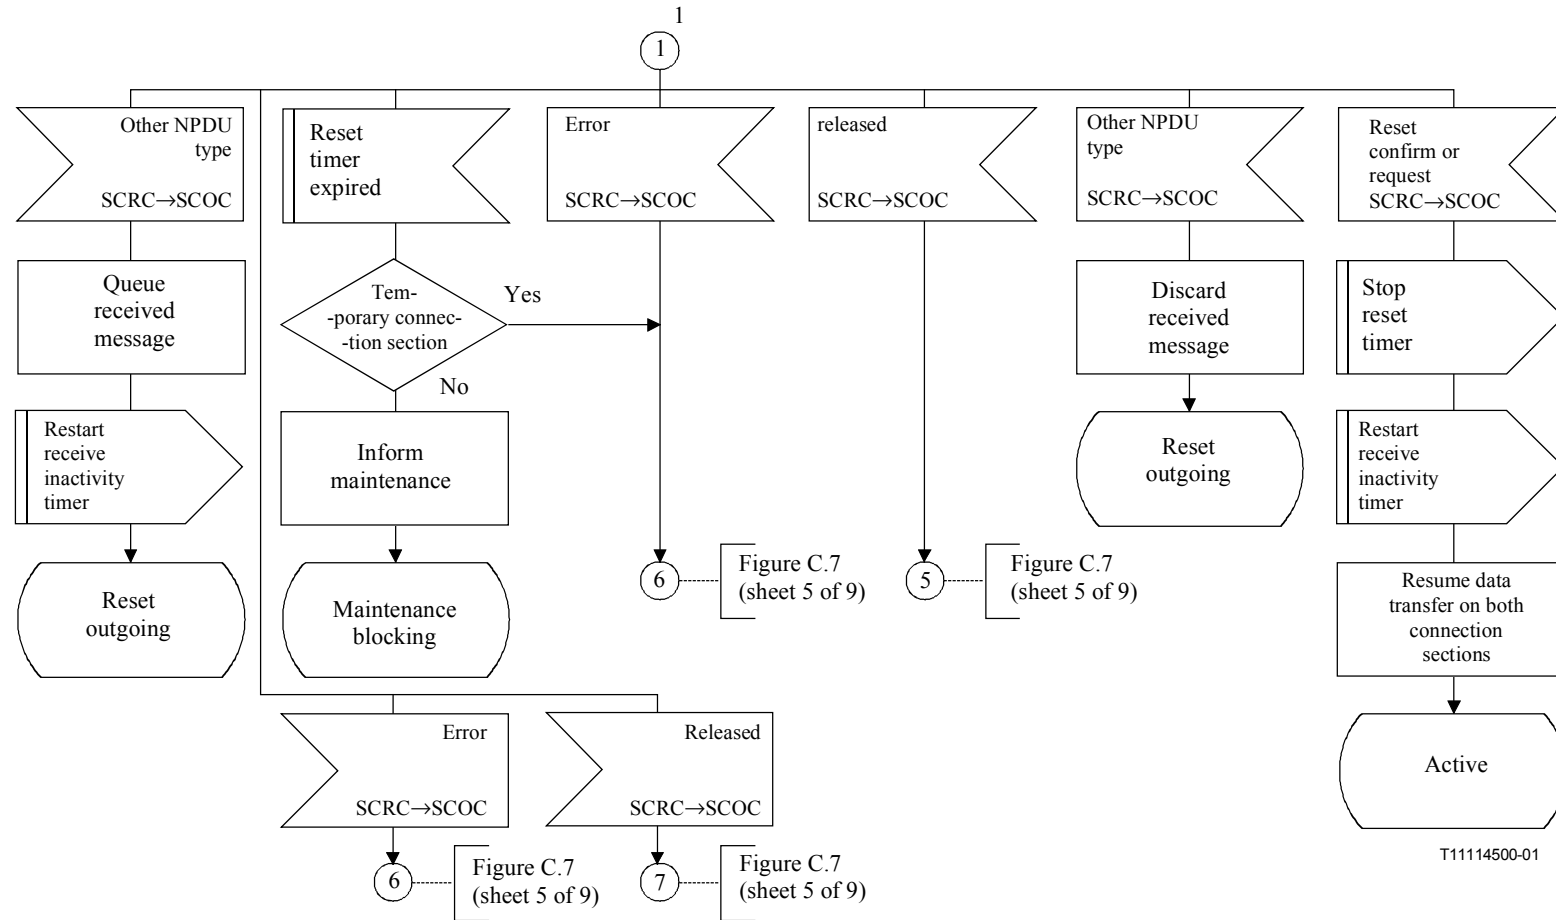 1
1
Other NPDU
type
SCRC→SCOC
Reset
timer
expired
Error
SCRC→SCOC
released
SCRC→SCOC
Other NPDU
type
SCRC→SCOC
Reset
confirm or
request
SCRC→SCOC
Queue
received
message
Tem-
-porary connec-
-tion section
Yes
No
Discard
received
message
Stop
reset
timer
Restart
receive
inactivity
timer
Inform
maintenance
Reset
outgoing
Restart
receive
inactivity
timer
Reset
outgoing
Maintenance
blocking
6
Figure C.7
(sheet 5 of 9)
5
Figure C.7
(sheet 5 of 9)
Resume data
transfer on both
connection
sections
Error
SCRC→SCOC
Released
SCRC→SCOC
Active
6
Figure C.7
(sheet 5 of 9)
7
Figure C.7
(sheet 5 of 9)
T11114500-01